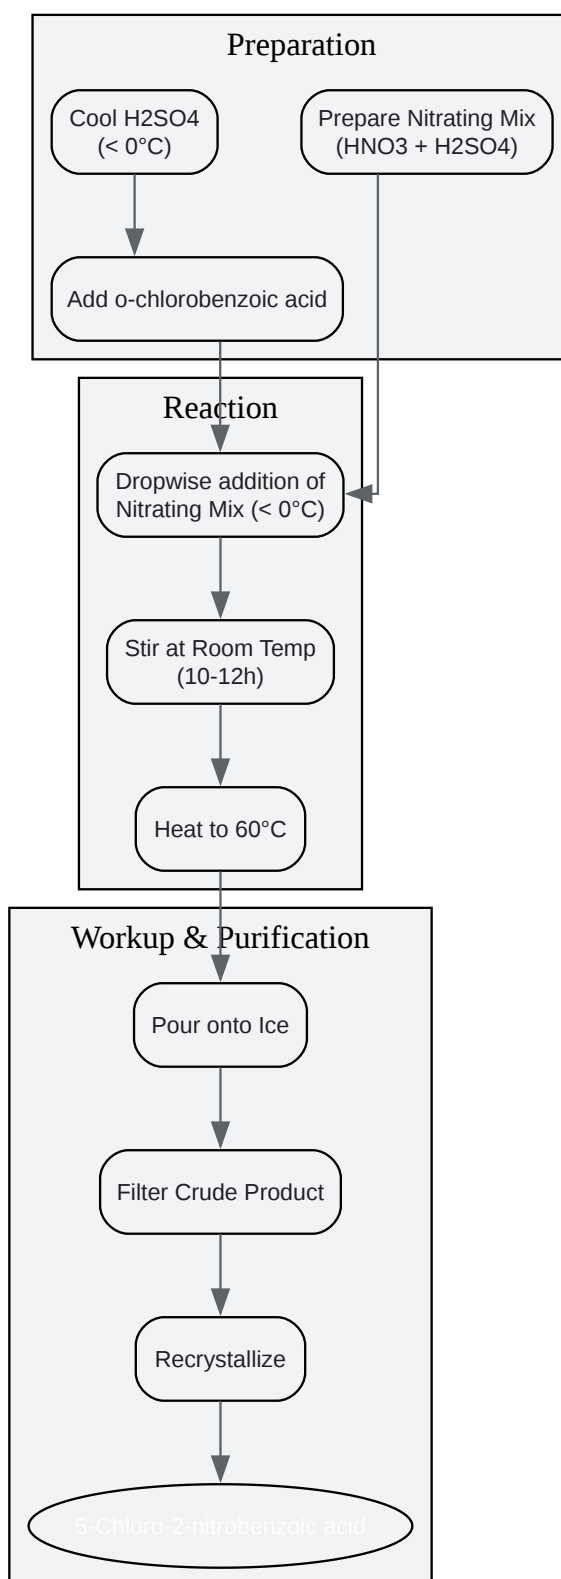 Preparation
Cool H2SO4
(< 0°C)
Prepare Nitrating Mix
(HNO3 + H2SO4)
Add o-chlorobenzoic acid
Reaction
Dropwise addition of
Nitrating Mix (< 0°C)
Stir at Room Temp
(10-12h)
Heat to 60°C
Workup & Purification
Pour onto Ice
Filter Crude Product
Recrystallize
5-Chloro-2-nitrobenzoic acid